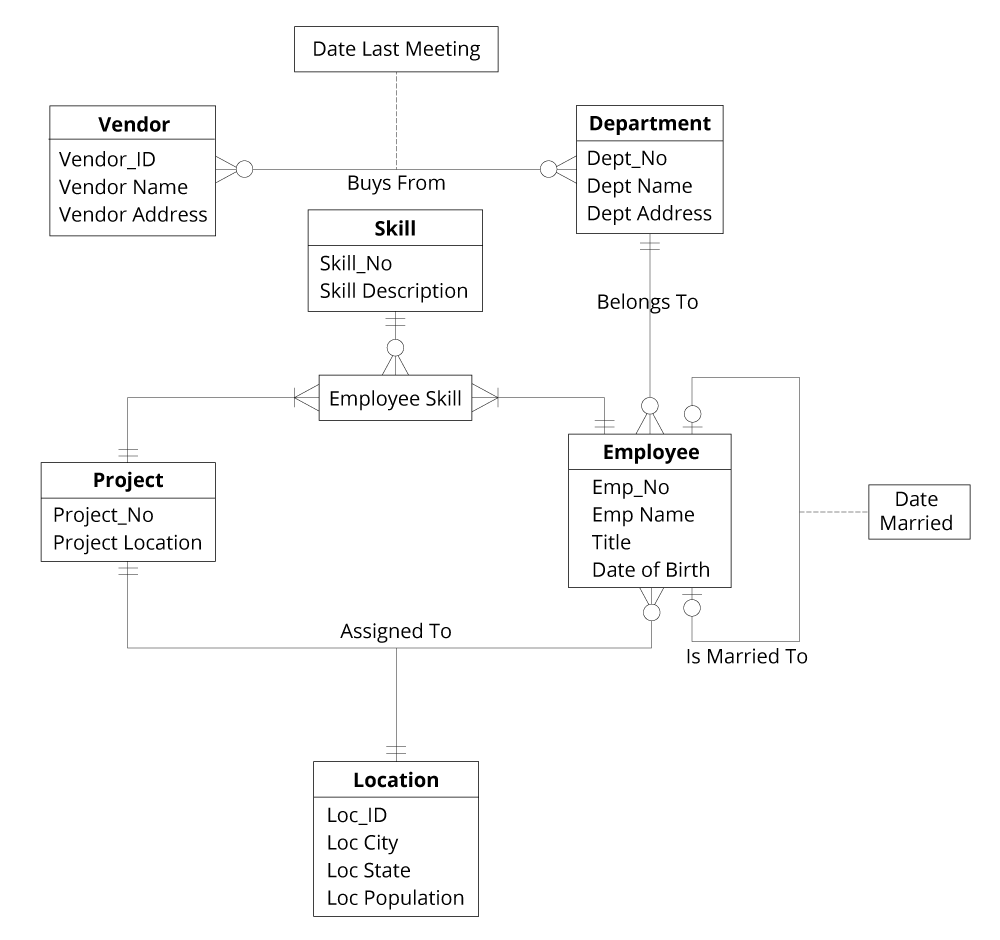 Date Last Meeting
Vendor
Vendor_ID
Vendor Name
Vendor Address
Department
Dept_No
Dept Name
Dept Address
Buys From
Skill
Skill_No
Skill Description
Belongs To
Employee Skill
Project
Project_No
Project Location
Employee
Emp_No
Emp Name
Title
Date of Birth
Date
Married
Assigned To
Is Married To
Location
Loc_ID
Loc City
Loc State
Loc Population